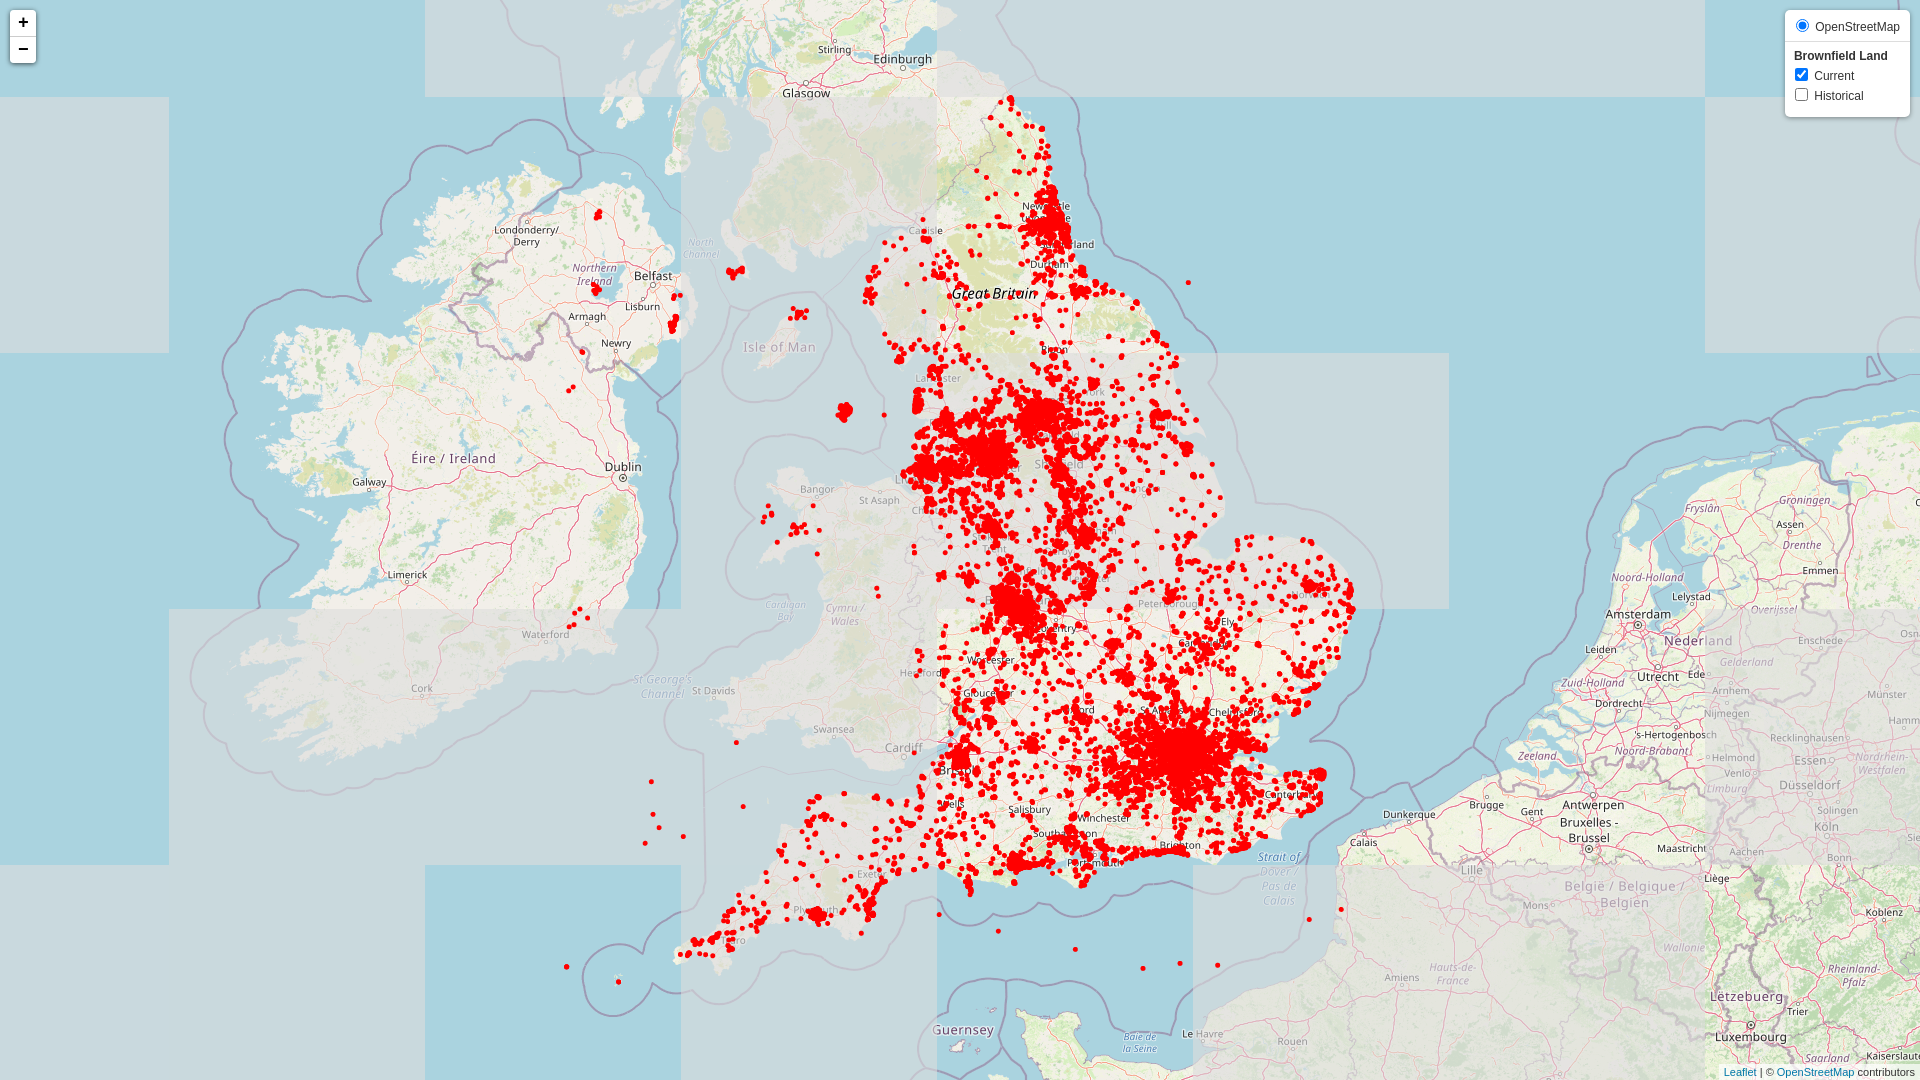 +
−
OpenStreetMap
Brownfield Land
Current
Historical
Stirling
Edinburgh
Glasgow
Londonderry/
Derry
North
Channel
Carlisle
Northern
Ireland
Belfast
Lisburn
Durham
Great Britain
Armagh
Newry
Isle of Man
Ripon
Lancaster
Éire / Ireland
Dublin
Galway
Bangor
St Asaph
Groningen
Fryslân
Assen
Drenthe
Emmen
Limerick
Noord-Holland
Lelystad
Cardigan
Bay
Cymru /
Wales
Peterborough
Ely
Amsterdam
Overijssel
Waterford
Coventry
Nederland
Enschede
Leiden
Worcester
Gelderland
Utrecht
Ede
Arnhem
Münster
St George's
Channel
St Davids
Cork
Zuid-Holland
Dordrecht
Nijmegen
Gloucester
Chelmsford
Swansea
Cardiff
's-Hertogenbosch
Recklinghausen
Noord-Brabant
Zeeland
Helmond
Essen
Venlo
Düsseldorf
Bristol
Limburg
Wells
Salisbury
Winchester
Canterbury
Brugge
Gent
Antwerpen
Solingen
Dunkerque
Bruxelles -
Brussel
Köln
Southampton
Brighton
Calais
Maastricht
Aachen
Bonn
Portsmouth
Strait of
Dover /
Pas de
Calais
Lille
Liège
Exeter
België / Belgique /
Belgien
Mons
Plymouth
Koblenz
Truro
Wallonie
Amiens
Hauts-de-
France
Rheinland-
Pfalz
Lëtzebuerg
Trier
Guernsey
Le Havre
Rouen
Baie de
la Seine
Luxembourg
Saarland
Kaiserslaute
Leaflet | © OpenStreetMap contributors